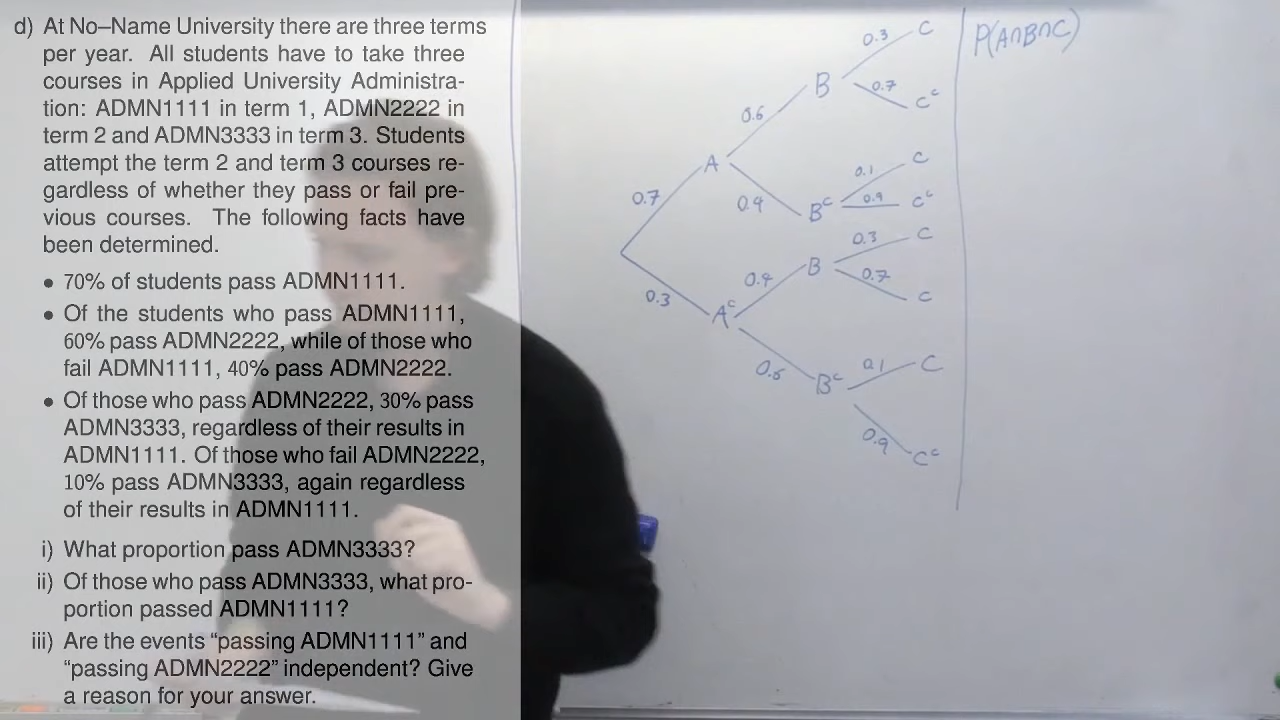 d) At No–Name University there are three terms
per year. All students have to take three
courses in Applied University Administra-
tion: ADMN1111 in term 1, ADMN2222 in
term 2 and ADMN3333 in term 3. Students
attempt the term 2 and term 3 courses re-
gardless of whether they pass or fail pre-
vious courses. The following facts have
been determined.
• 70% of students pass ADMN1111.
• Of the students who pass ADMN1111,
60% pass ADMN2222, while of those who
fail ADMN1111, 40% pass ADMN2222.
• Of those who pass ADMN2222, 30% pass
ADMN3333, regardless of their results in
ADMN1111. Of those who fail ADMN2222,
10% pass ADMN3333, again regardless
of their results in ADMN1111.
i) What proportion pass ADMN3333?
ii) Of those who pass ADMN3333, what pro-
portion passed ADMN1111?
iii) Are the events “passing ADMN1111” and
“passing ADMN2222” independent? Give
a reason for your answer.
0.3 C
P(A∩B∩C)
B
0.7 Cᶜ
0.6
A
0.1 C
0.7
0.4
Bᶜ 0.9 Cᶜ
0.3 C
B
0.4
0.7 C
0.3
Aᶜ
0.1 C
0.6
Bᶜ
0.9 Cᶜ